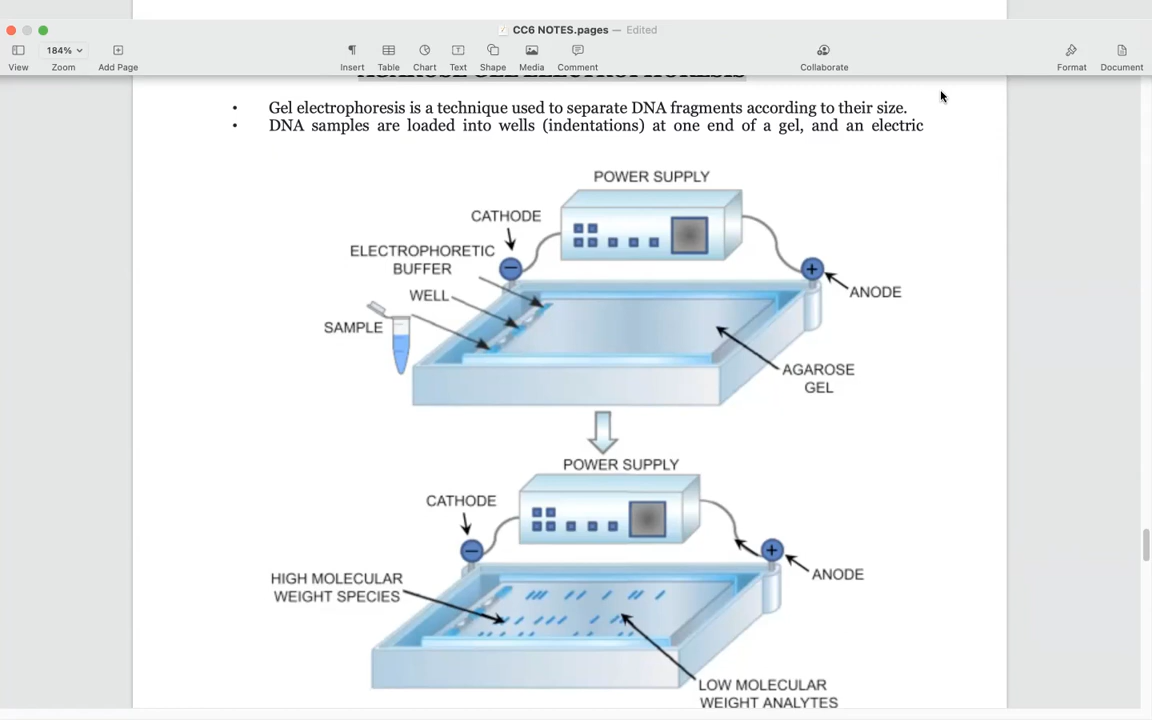 CC6 NOTES.pages — Edited
184%
View Zoom Add Page Insert Table Chart Text Shape Media Comment Collaborate Format Document
AGAROSE GEL ELECTROPHORESIS
• Gel electrophoresis is a technique used to separate DNA fragments according to their size.
• DNA samples are loaded into wells (indentations) at one end of a gel, and an electric
POWER SUPPLY
CATHODE
ELECTROPHORETIC
BUFFER
WELL
SAMPLE
− +
ANODE
AGAROSE
GEL
POWER SUPPLY
CATHODE
− +
ANODE
HIGH MOLECULAR
WEIGHT SPECIES
LOW MOLECULAR
WEIGHT ANALYTES